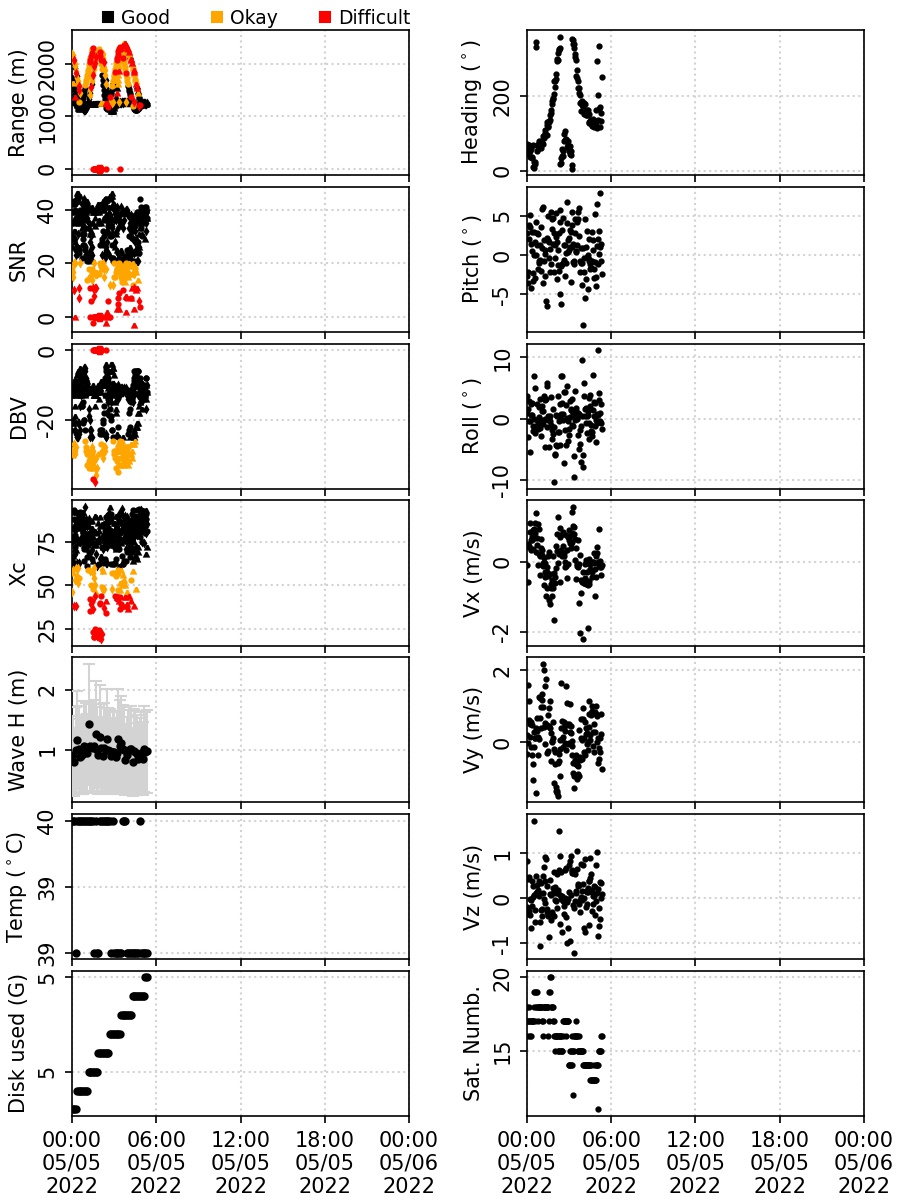 Good Okay Difficult
Range (m)
2000
1000
0
Heading (°)
200
0
SNR
40
20
0
Pitch (°)
5
0
-5
DBV
0
-20
Roll (°)
10
0
-10
Xc
75
50
25
Vx (m/s)
0
-2
Wave H (m)
2
1
Vy (m/s)
2
0
Temp (°C)
40
39
39
Vz (m/s)
1
0
-1
Disk used (G)
5
5
Sat. Numb.
20
15
00:00 06:00 12:00 18:00 00:00
05/05 05/05 05/05 05/05 05/06
2022 2022 2022 2022 2022
00:00 06:00 12:00 18:00 00:00
05/05 05/05 05/05 05/05 05/06
2022 2022 2022 2022 2022